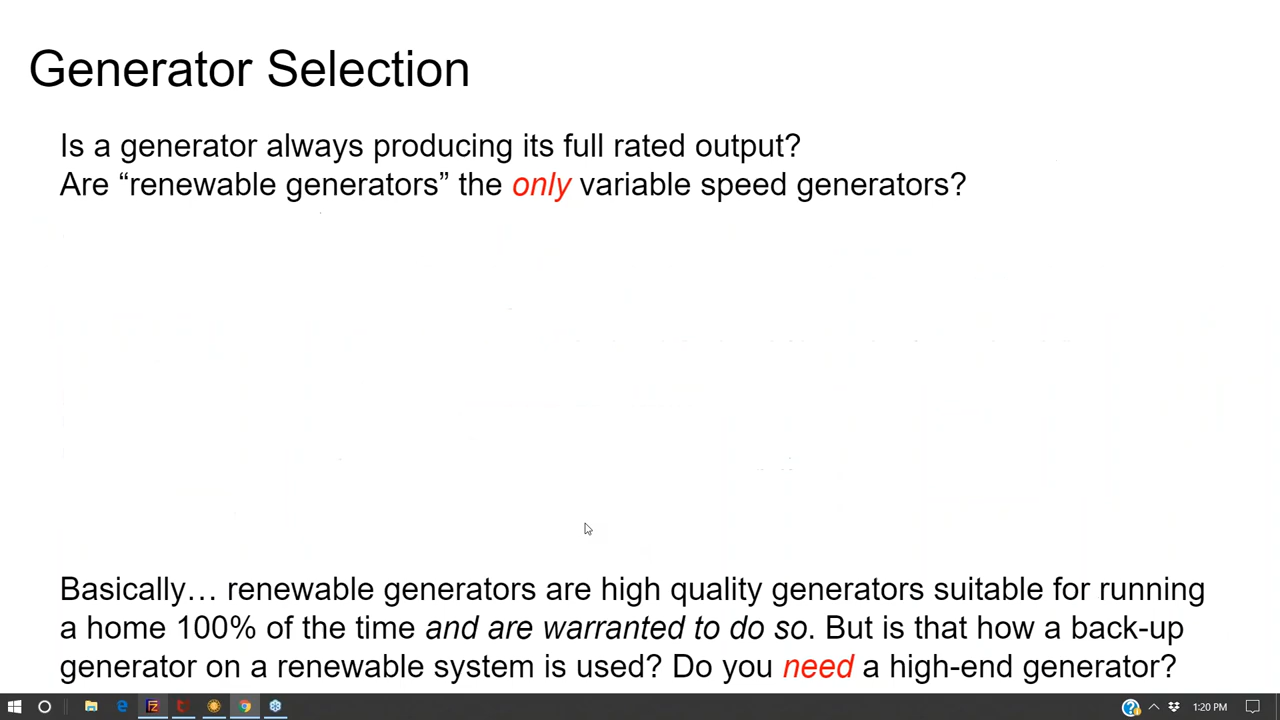 Generator Selection
Is a generator always producing its full rated output?
Are “renewable generators” the only variable speed generators?
Basically… renewable generators are high quality generators suitable for running
a home 100% of the time and are warranted to do so. But is that how a back-up
generator on a renewable system is used? Do you need a high-end generator?
1:20 PM